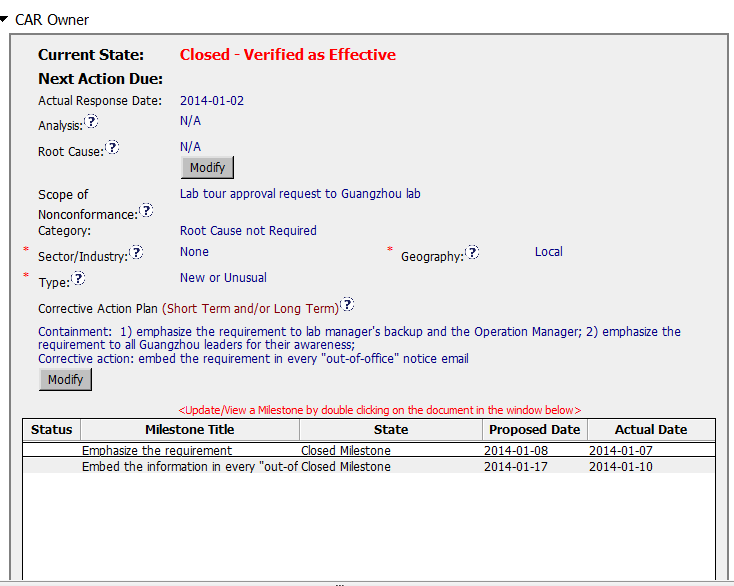 CAR Owner
Current State: Closed - Verified as Effective
Next Action Due:
Actual Response Date: 2014-01-02
Analysis: ? N/A
Root Cause: ? N/A
Modify
Scope of Lab tour approval request to Guangzhou lab
Nonconformance: ?
Category: Root Cause not Required
* Sector/Industry: ? None * Geography: ? Local
* Type: ? New or Unusual
Corrective Action Plan (Short Term and/or Long Term) ?
Containment: 1) emphasize the requirement to lab manager's backup and the Operation Manager; 2) emphasize the
requirement to all Guangzhou leaders for their awareness;
Corrective action: embed the requirement in every "out-of-office" notice email
Modify
<Update/View a Milestone by double clicking on the document in the window below>
Status Milestone Title State Proposed Date Actual Date
Emphasize the requirement Closed Milestone 2014-01-08 2014-01-07
Embed the information in every "out-of Closed Milestone 2014-01-17 2014-01-10